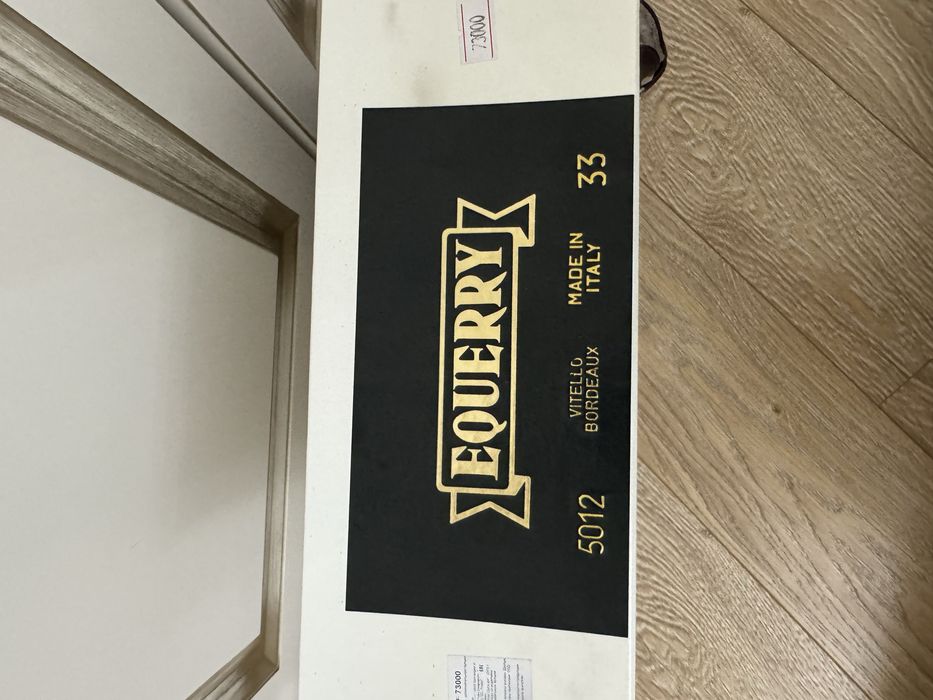 EQUERRY
5012
VITELLO
BORDEAUX
MADE IN
ITALY
33
73000
73000